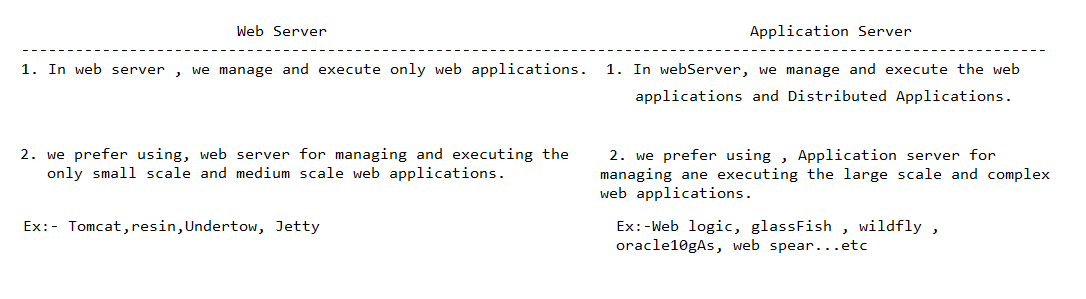 Web Server
Application Server
--------------------------------------------------------------------------------------------------------------------
1. In web server , we manage and execute only web applications.
2. we prefer using, web server for managing and executing the
only small scale and medium scale web applications.
Ex:- Tomcat,resin,Undertow, Jetty
1. In webServer, we manage and execute the web
applications and Distributed Applications.
2. we prefer using , Application server for
managing ane executing the large scale and complex
web applications.
Ex:-Web logic, glassFish , wildfly ,
oracle10gAs, web spear...etc